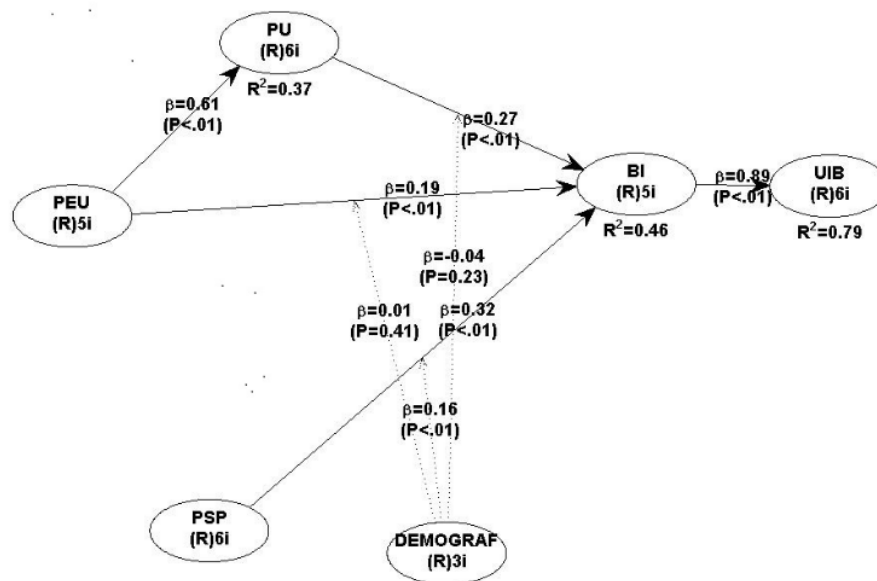 PU
(R)6i
R²=0.37
β=0.61
(P<.01)
β=0.27
(P<.01)
PEU
(R)5i
β=0.19
(P<.01)
BI
(R)5i
R²=0.46
β=0.89
(P<.01)
UIB
(R)6i
R²=0.79
β=-0.04
(P=0.23)
β=0.01
(P=0.41)
β=0.32
(P<.01)
β=0.16
(P<.01)
PSP
(R)6i
DEMOGRAF
(R)3i